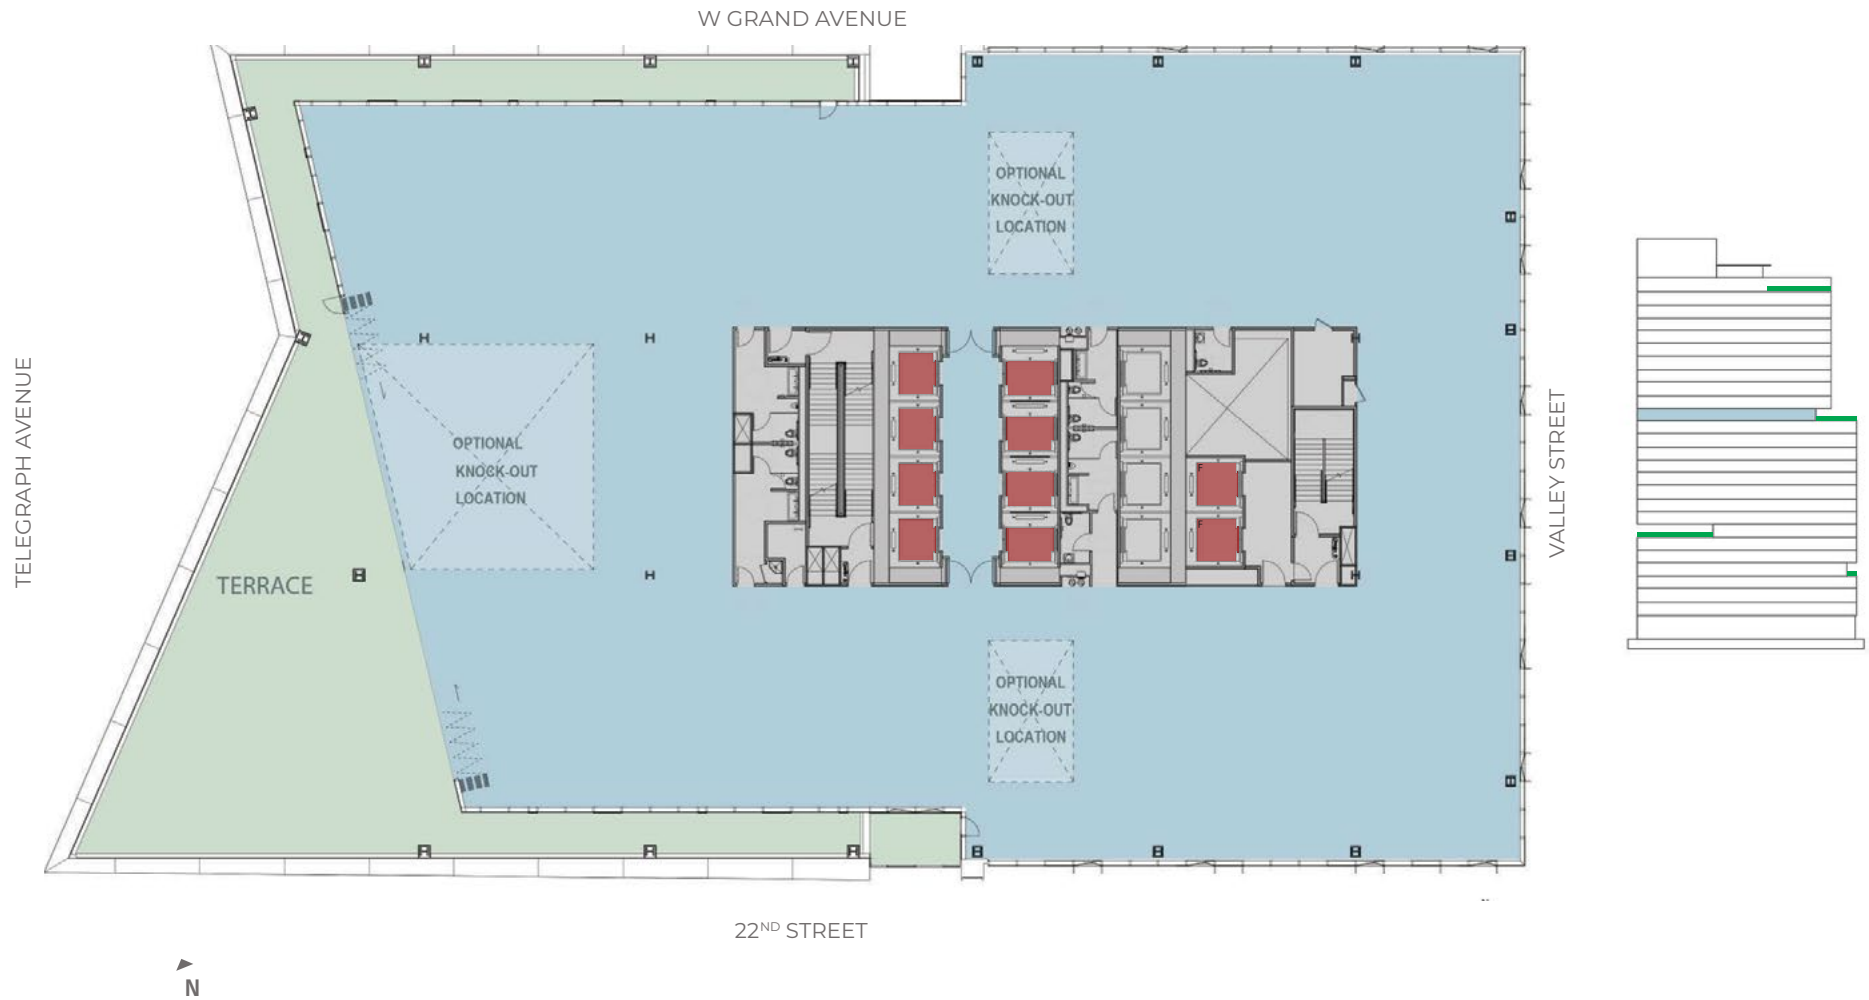 W GRAND AVENUE
OPTIONAL
KNOCK-OUT
LOCATION
TELEGRAPH AVENUE
OPTIONAL
KNOCK-OUT
LOCATION
TERRACE
F
F
VALLEY STREET
OPTIONAL
KNOCK-OUT
LOCATION
22ND STREET
N